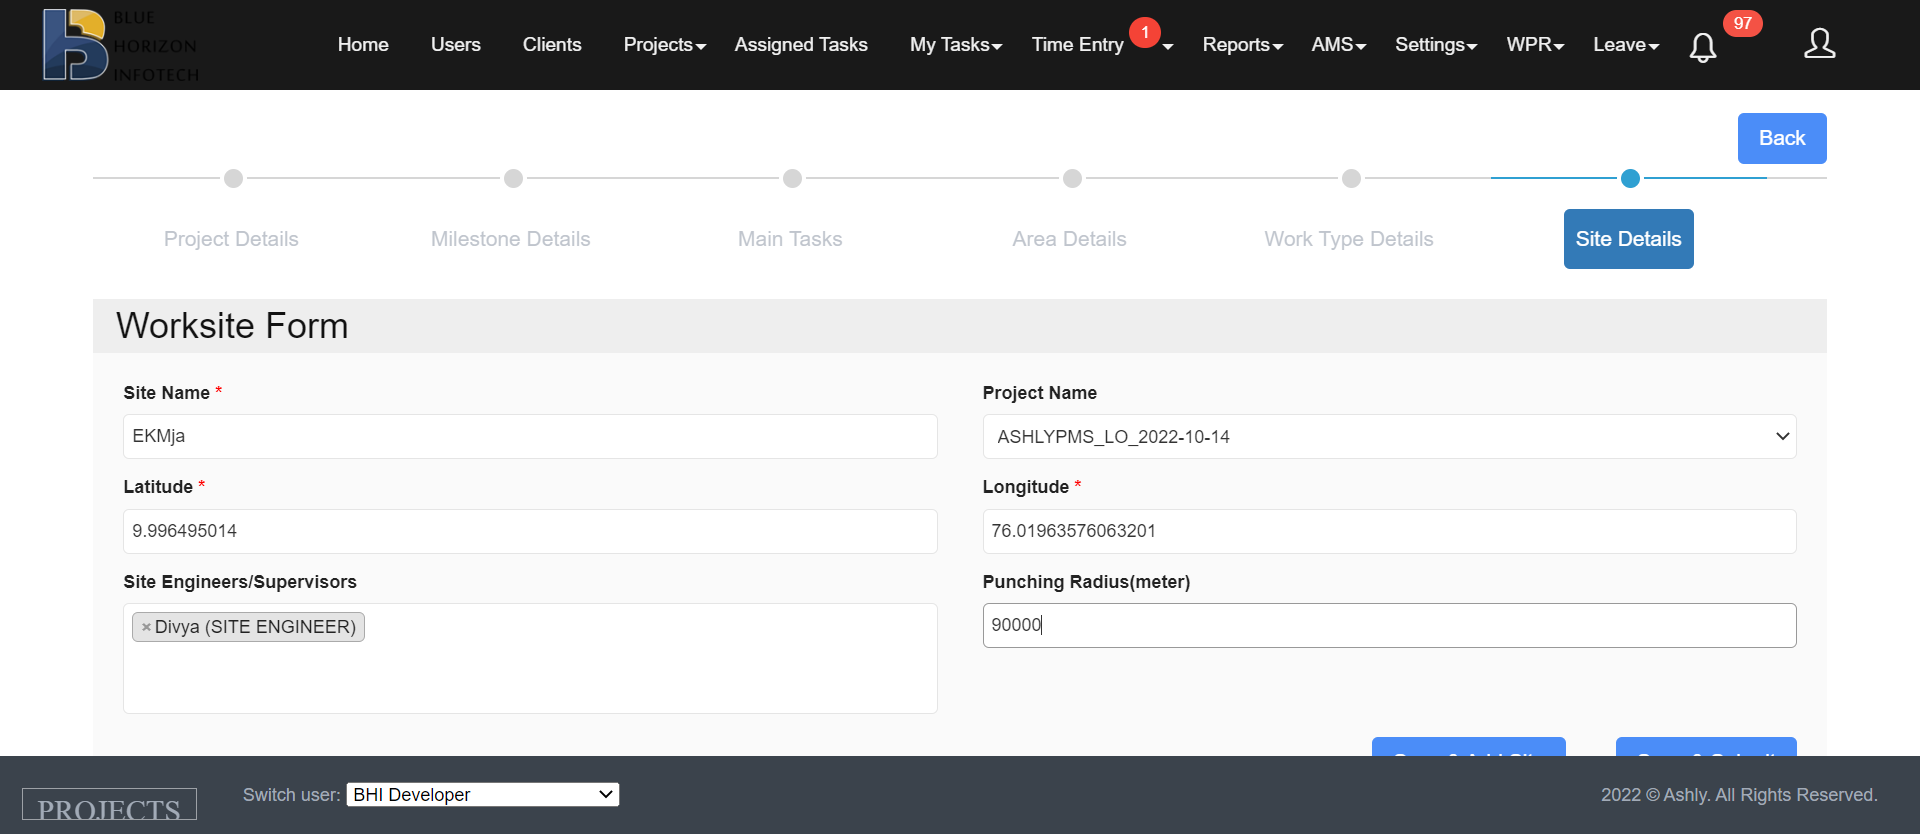 BLUE
HORIZON
INFOTECH
Home Users Clients Projects Assigned Tasks My Tasks Time Entry 1 Reports AMS Settings WPR Leave 97
Back
Project Details Milestone Details Main Tasks Area Details Work Type Details Site Details
Worksite Form
Site Name * Project Name
EKMja ASHLYPMS_LO_2022-10-14
Latitude * Longitude *
9.996495014 76.01963576063201
Site Engineers/Supervisors Punching Radius(meter)
× Divya (SITE ENGINEER) 90000
PROJECTS Switch user: BHI Developer 2022 © Ashly. All Rights Reserved.